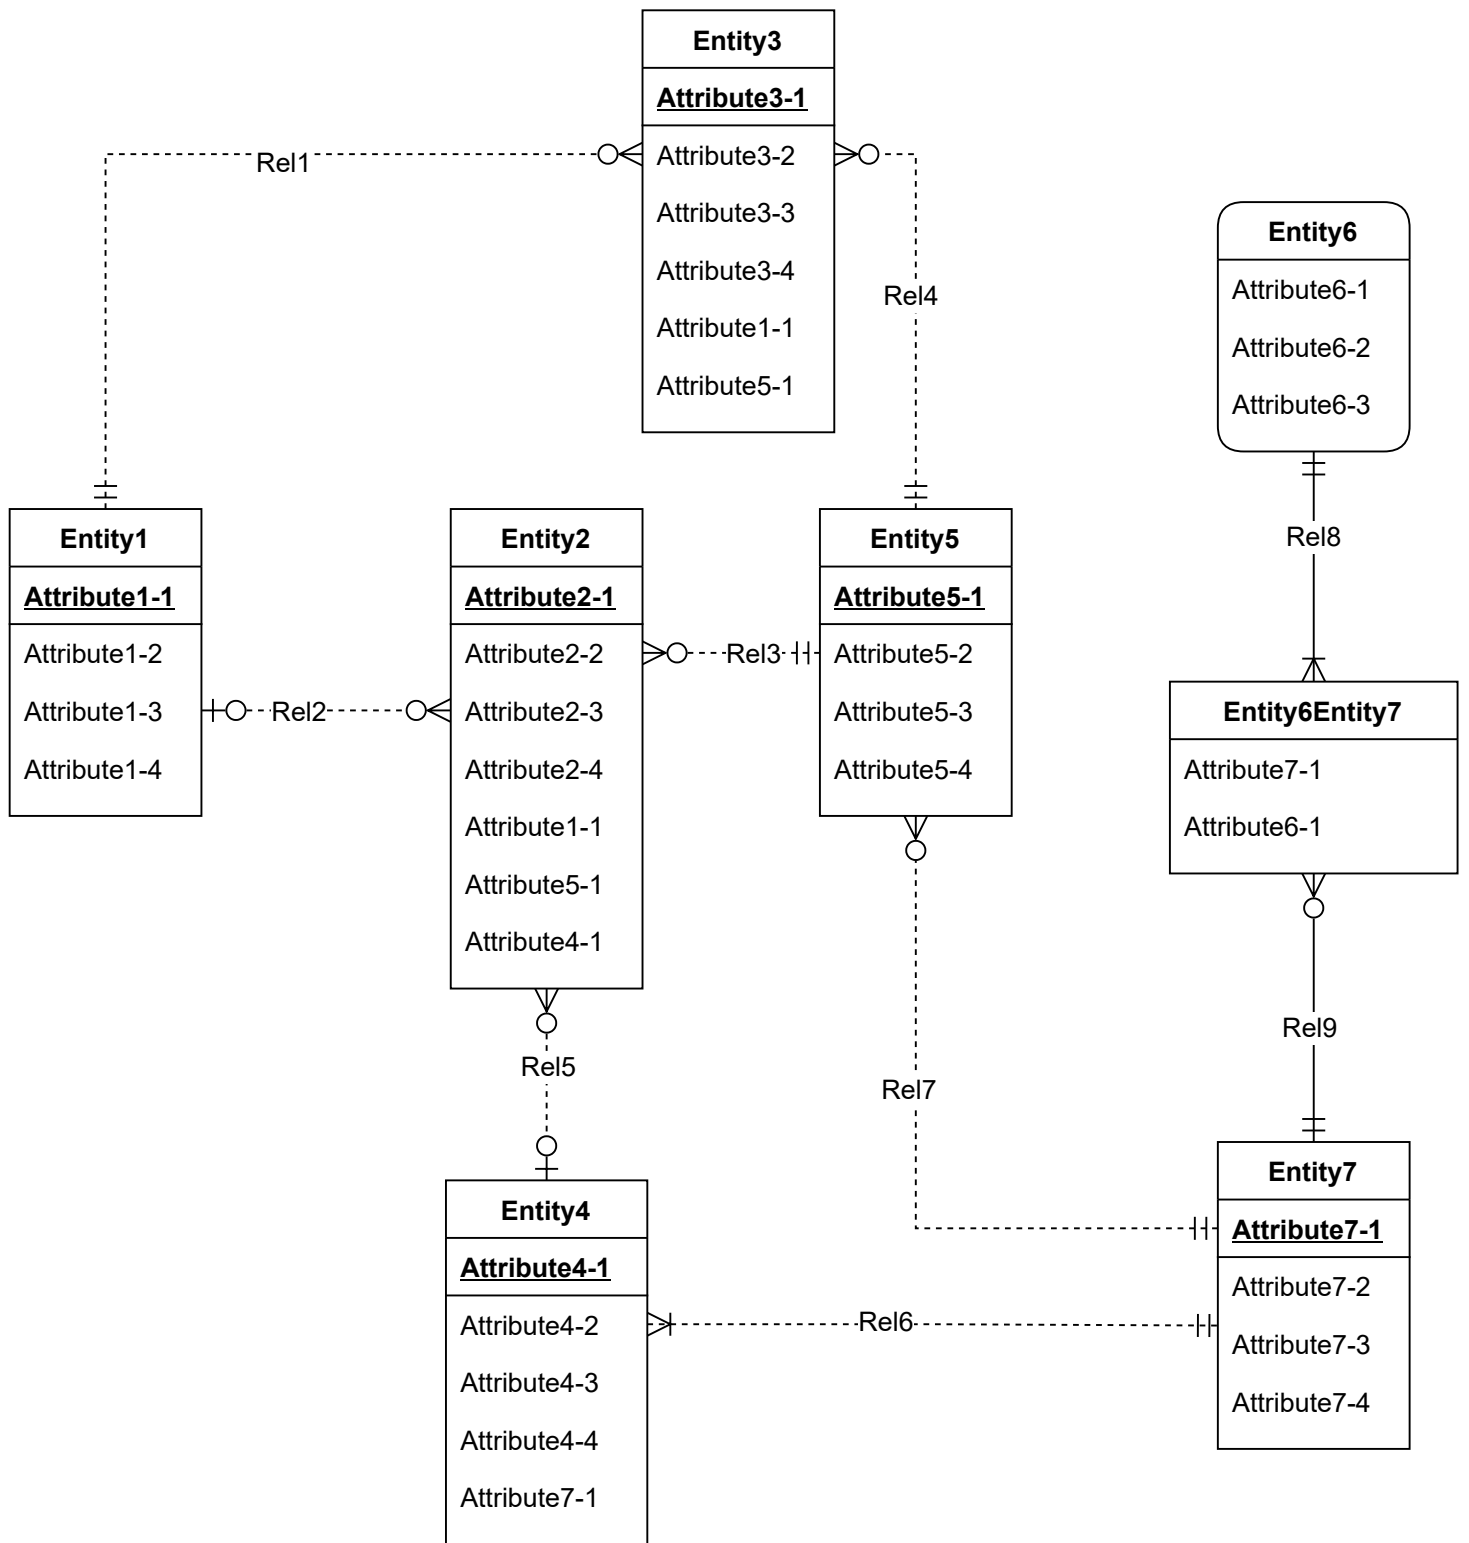 Entity3
Attribute3-1
Attribute3-2
Attribute3-3
Attribute3-4
Attribute1-1
Attribute5-1
Rel1
Rel4
Entity6
Attribute6-1
Attribute6-2
Attribute6-3
Rel8
Entity1
Attribute1-1
Attribute1-2
Attribute1-3
Attribute1-4
Rel2
Entity2
Attribute2-1
Attribute2-2
Attribute2-3
Attribute2-4
Attribute1-1
Attribute5-1
Attribute4-1
Rel3
Entity5
Attribute5-1
Attribute5-2
Attribute5-3
Attribute5-4
Entity6Entity7
Attribute7-1
Attribute6-1
Rel9
Rel5
Rel7
Entity4
Attribute4-1
Attribute4-2
Attribute4-3
Attribute4-4
Attribute7-1
Rel6
Entity7
Attribute7-1
Attribute7-2
Attribute7-3
Attribute7-4